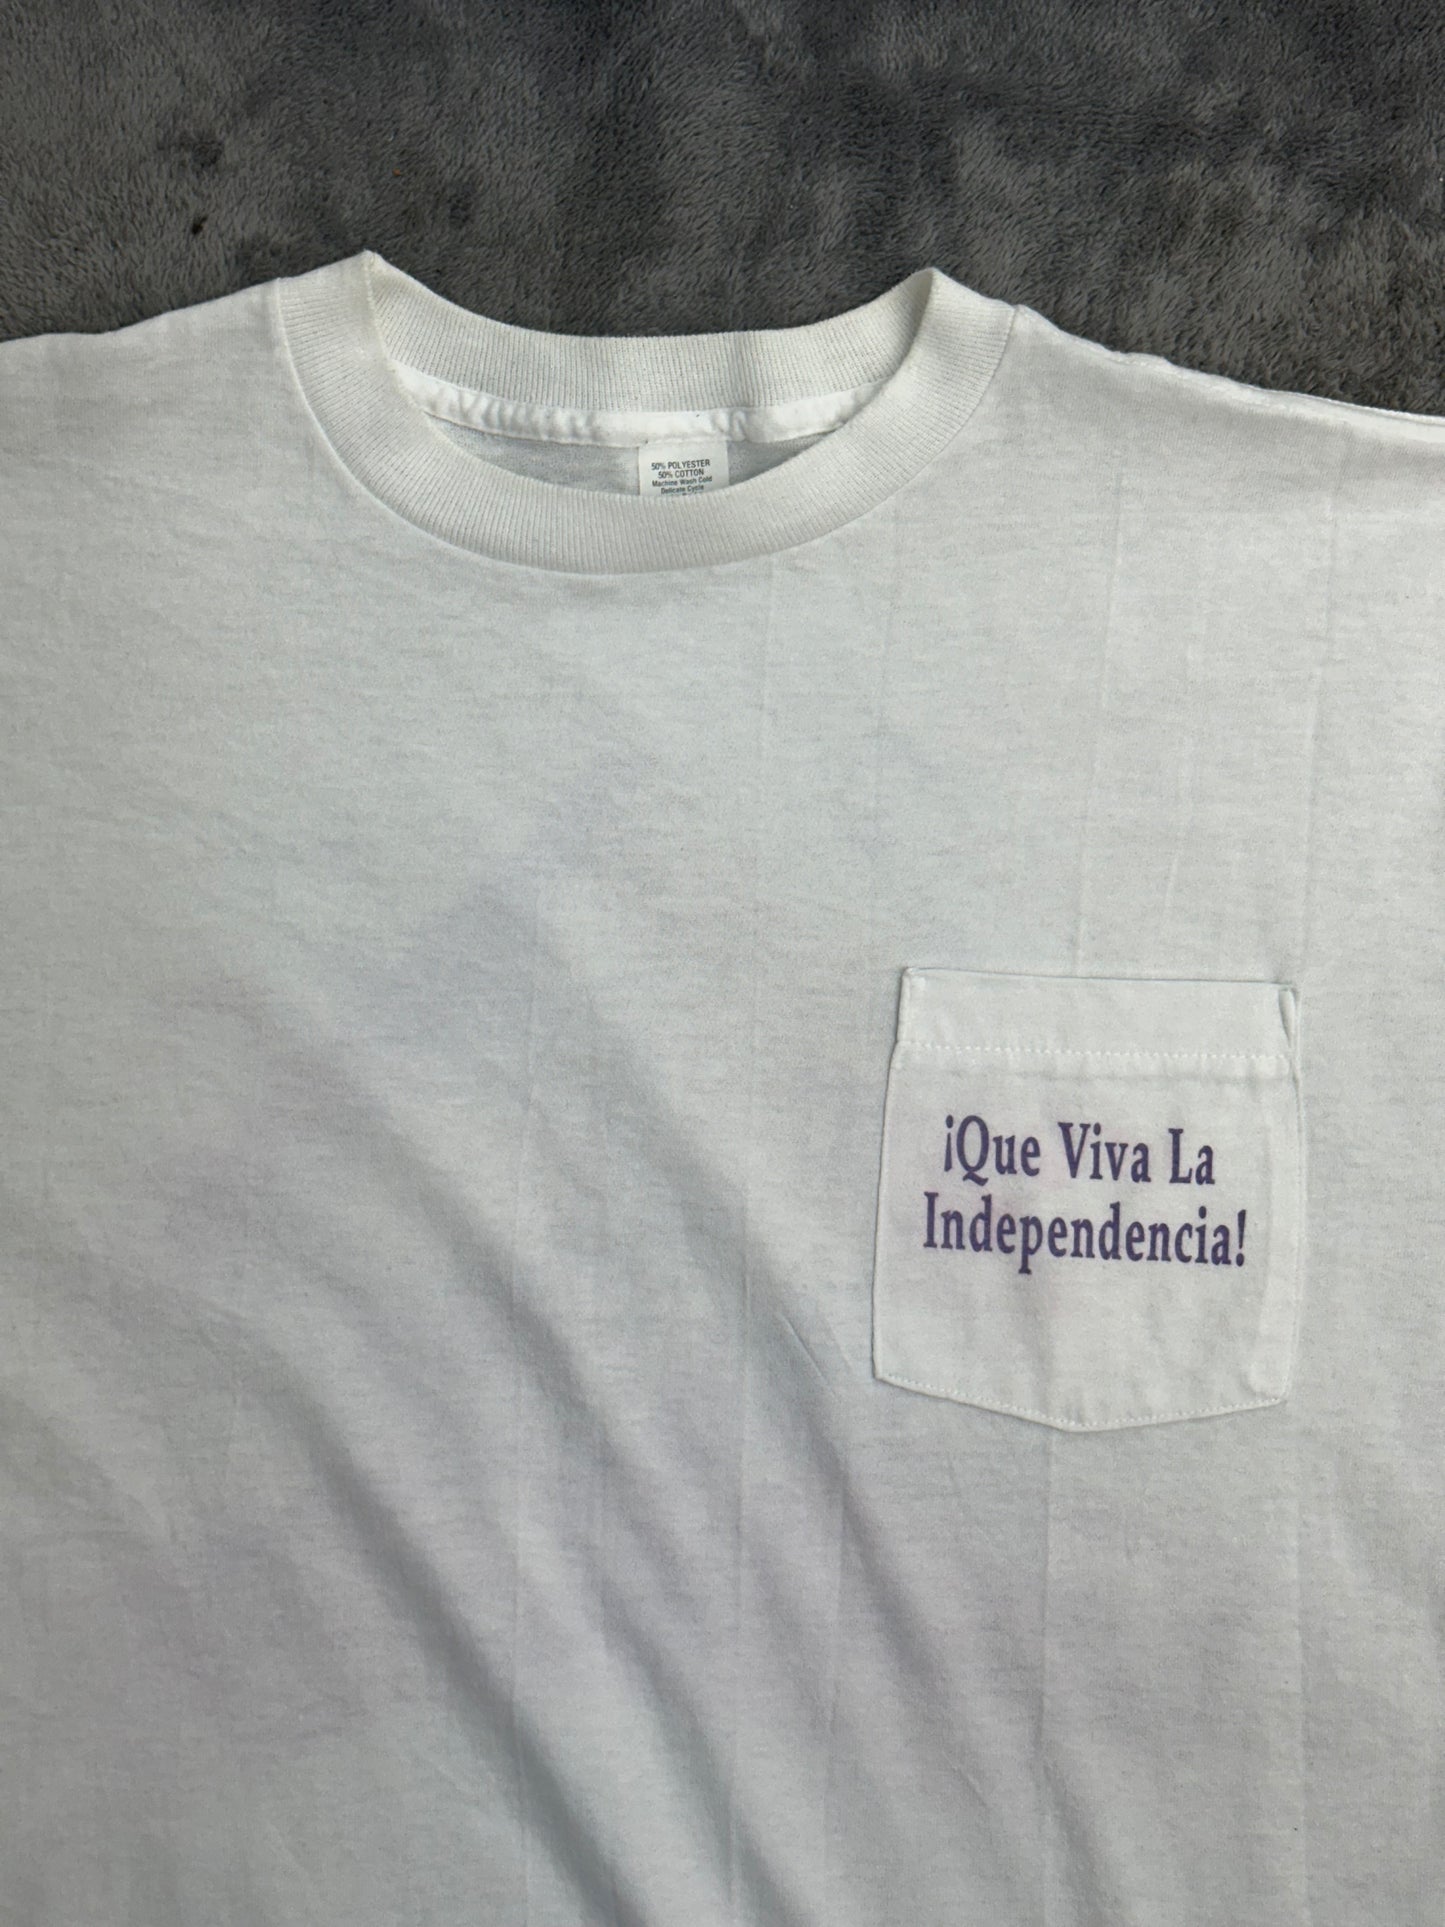 50% POLYESTER
50% COTTON
Machine Wash Cold
Delicate Cycle
¡Que Viva La
Independencia!